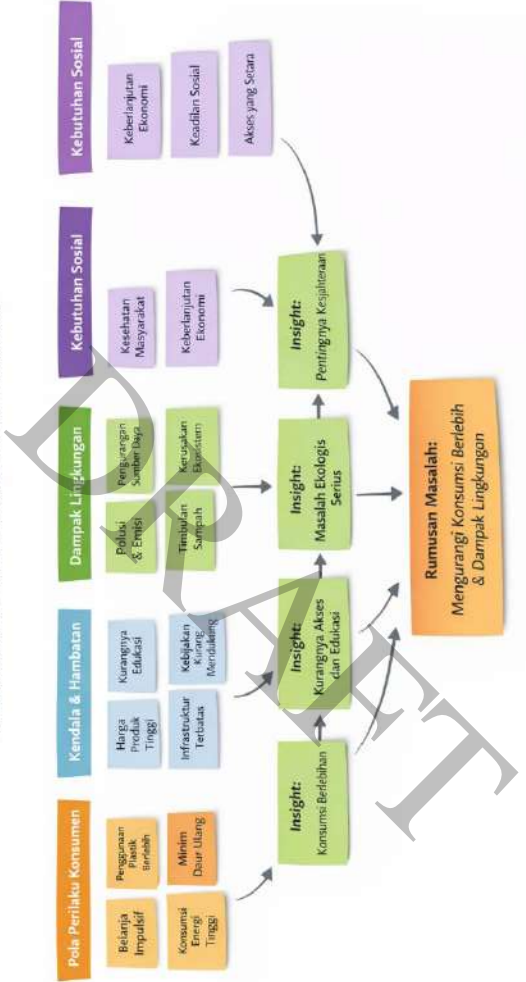 Pola Perilaku Konsumen
Belanja
Impulsif
Penggunaan
Plastik
Berlebih
Konsumsi
Energi
Tinggi
Minim
Daur Ulang
Kendala & Hambatan
Harga
Produk
Tinggi
Kurangnya
Edukasi
Infrastruktur
Terbatas
Kebijakan
Kurang
Mendukung
Dampak Lingkungan
Polusi
& Emisi
Pengurangan
Sumber Daya
Timbulan
Sampah
Kerusakan
Ekosistem
Kebutuhan Sosial
Kesehatan
Masyarakat
Keberlanjutan
Ekonomi
Kebutuhan Sosial
Keberlanjutan
Ekonomi
Keadilan Sosial
Akses yang Setara
Insight:
Konsumsi Berlebihan
Insight:
Kurangnya Akses
dan Edukasi
Insight:
Masalah Ekologis
Serius
Insight:
Pentingnya Kesjahteraan
Rumusan Masalah:
Mengurangi Konsumsi Berlebih
& Dampak Lingkungon
DRAFT